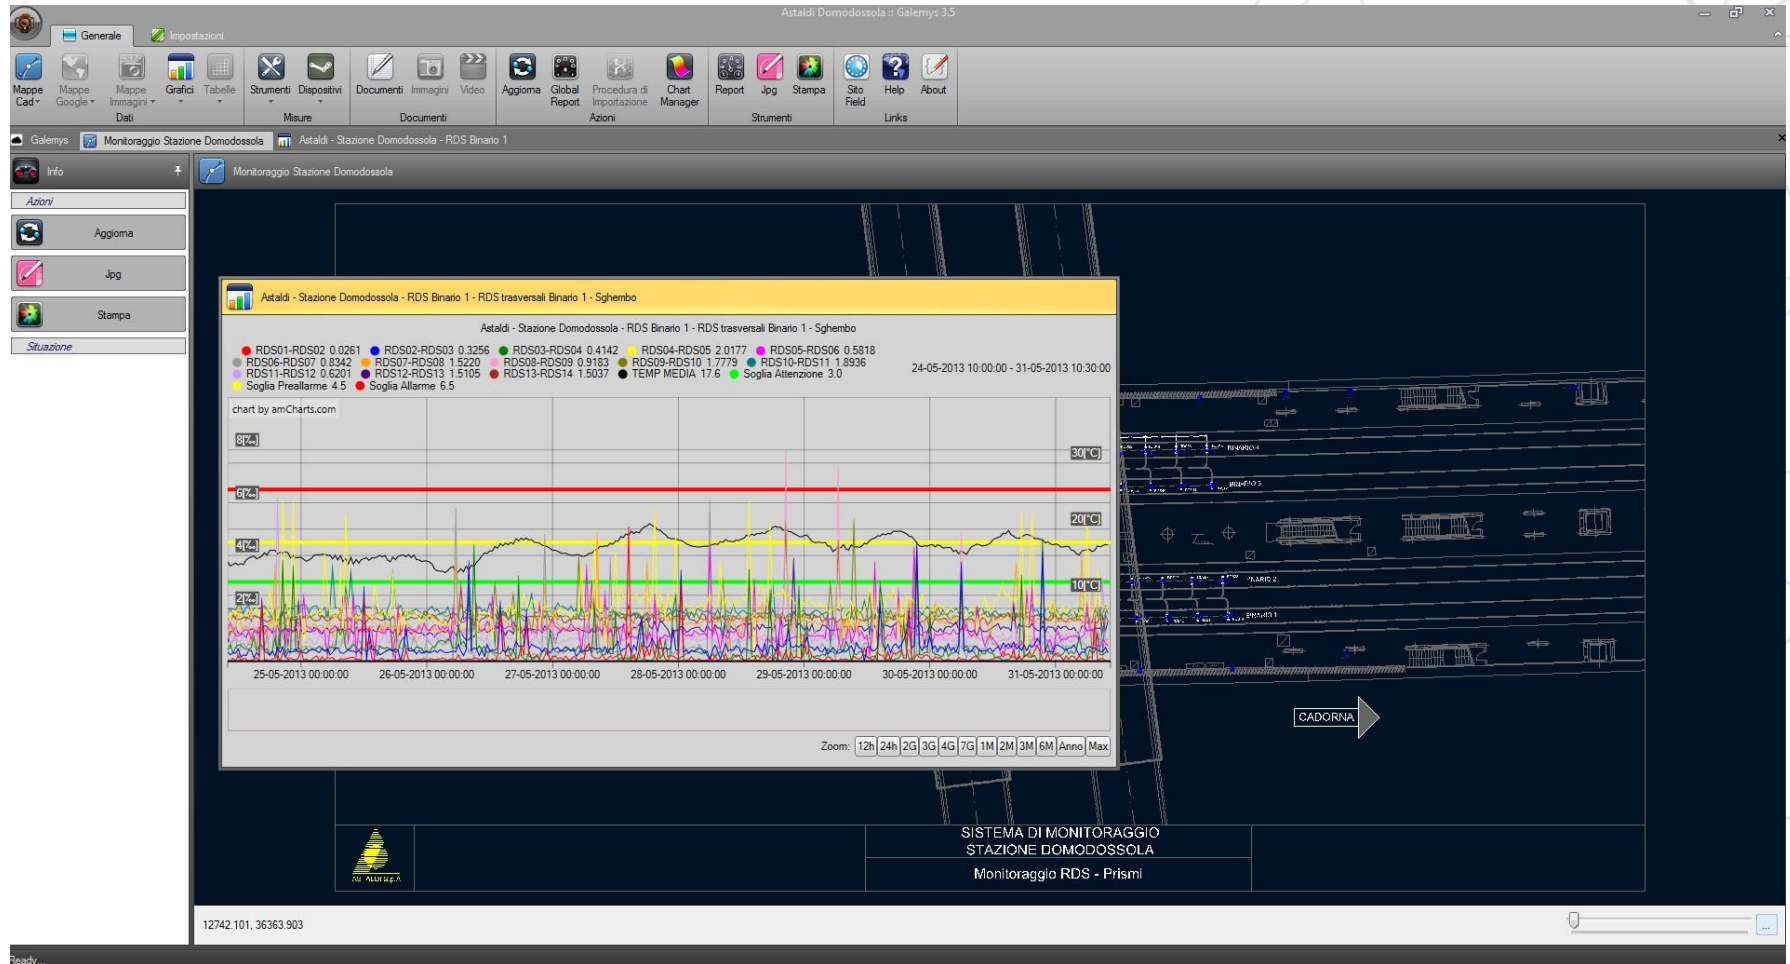 Astaldi Domodossola :: Galemys 3.5
Generale Impostazioni
Mappe Cad Mappe Google Mappe Immagini Grafici Tabelle Strumenti Dispositivi Documenti Immagini Video Aggiorna Global Report Procedura di Importazione Chart Manager Report Jpg Stampa Sito Field Help About
Dati Misure Documenti Azioni Strumenti Links
Galemys Monitoraggio Stazione Domodossola Astaldi - Stazione Domodossola - RDS Binario 1
Info Monitoraggio Stazione Domodossola
Azioni
Aggiorna
Jpg
Stampa
Situazione
Astaldi - Stazione Domodossola - RDS Binario 1 - RDS trasversali Binario 1 - Sghembo
Astaldi - Stazione Domodossola - RDS Binario 1 - RDS trasversali Binario 1 - Sghembo
RDS01-RDS02 0.0261 RDS02-RDS03 0.3256 RDS03-RDS04 0.4142 RDS04-RDS05 2.0177 RDS05-RDS06 0.5818
RDS06-RDS07 0.8342 RDS07-RDS08 1.5220 RDS08-RDS09 0.9183 RDS09-RDS10 1.7779 RDS10-RDS11 1.8936
RDS11-RDS12 0.6201 RDS12-RDS13 1.5105 RDS13-RDS14 1.5037 TEMP MEDIA 17.6 Soglia Attenzione 3.0
Soglia Preallarme 4.5 Soglia Allarme 6.5
24-05-2013 10:00:00 - 31-05-2013 10:30:00
chart by amCharts.com
8[‰]
30[°C]
6[‰]
20[°C]
4[‰]
10[°C]
2[‰]
25-05-2013 00:00:00 26-05-2013 00:00:00 27-05-2013 00:00:00 28-05-2013 00:00:00 29-05-2013 00:00:00 30-05-2013 00:00:00 31-05-2013 00:00:00
Zoom: 12h 24h 2G 3G 4G 7G 1M 2M 3M 6M Anno Max
BINARIO 4
BINARIO 3
BINARIO 2
BINARIO 1
CADORNA
SISTEMA DI MONITORAGGIO
STAZIONE DOMODOSSOLA
Monitoraggio RDS - Prismi
12742.101, 36363.903
...
Ready...